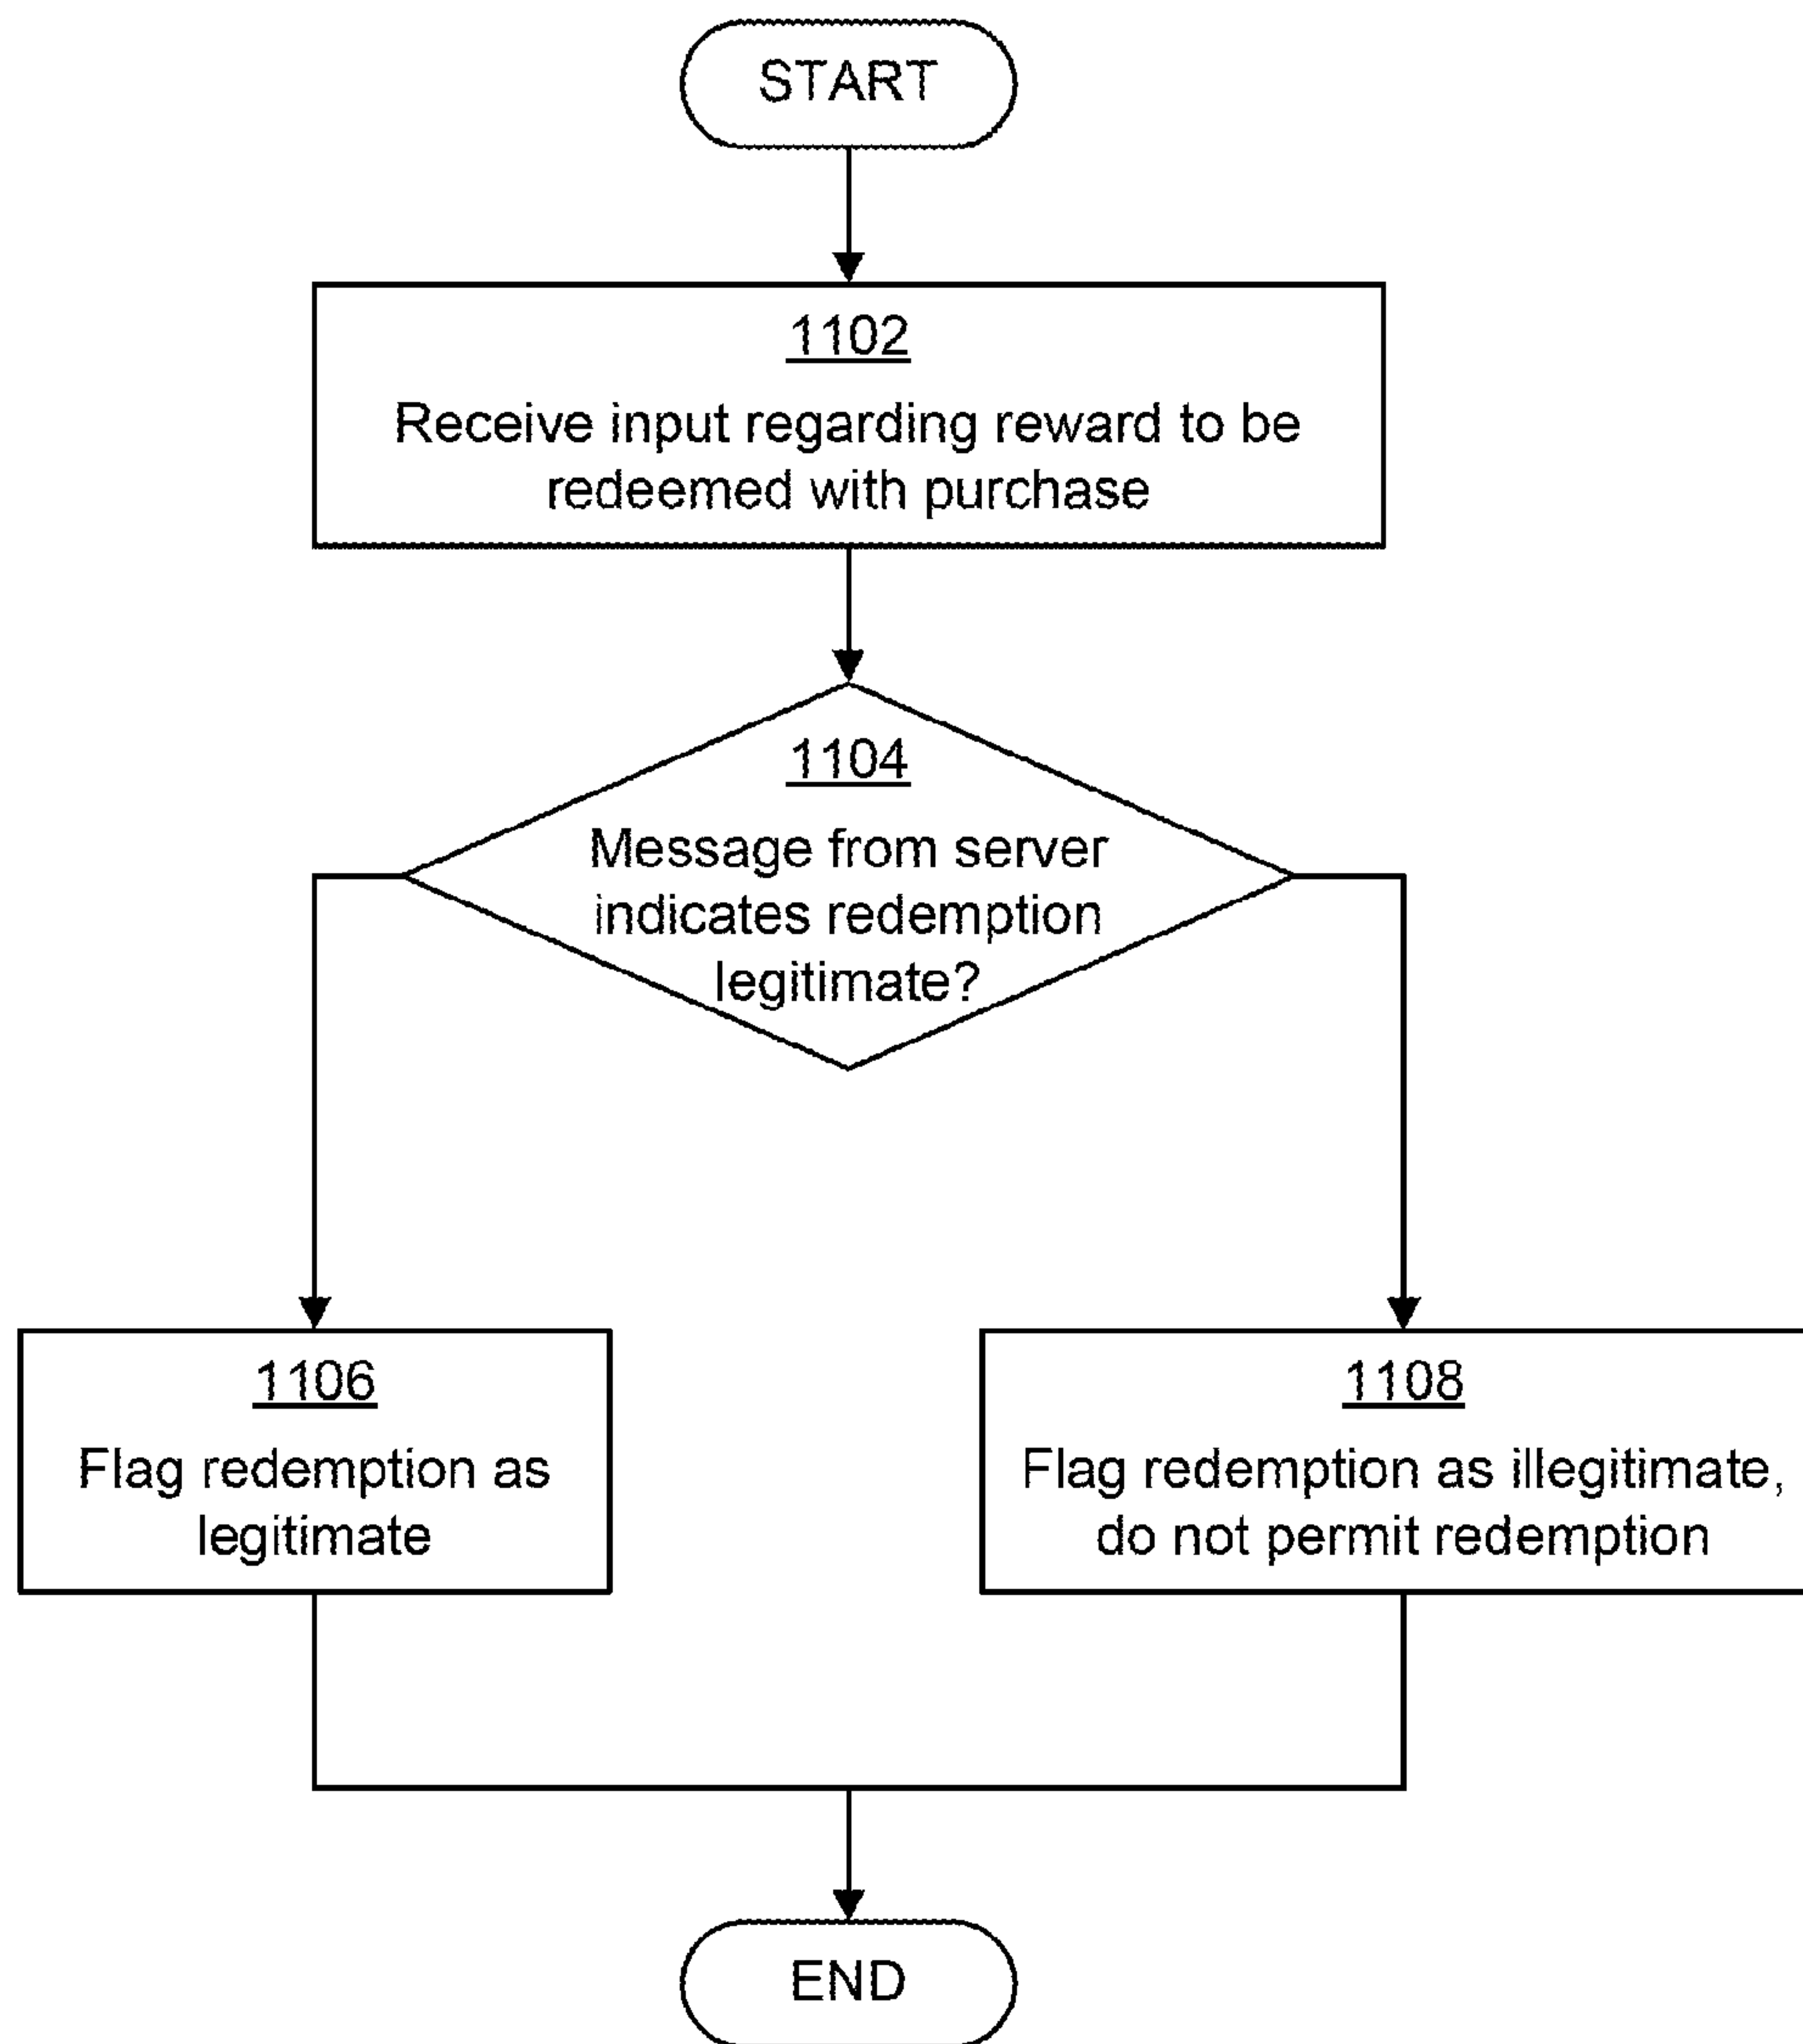 START
1102
Receive input regarding reward to be
redeemed with purchase
1104
Message from server
indicates redemption
legitimate?
1106
Flag redemption as
legitimate
1108
Flag redemption as illegitimate,
do not permit redemption
END